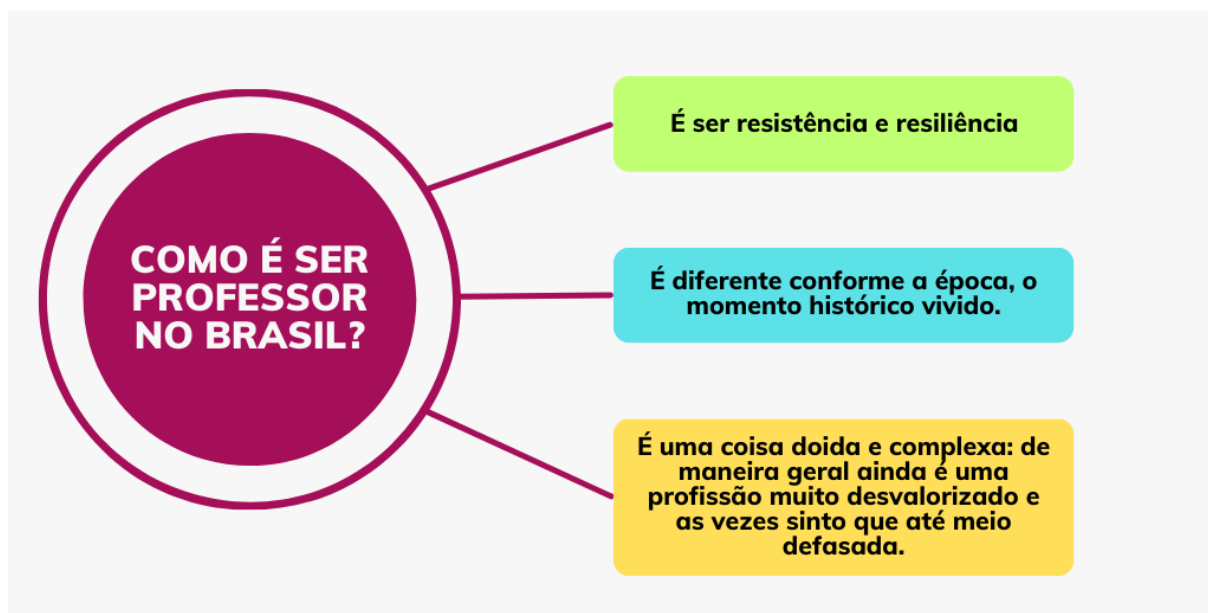 COMO É SER
PROFESSOR
NO BRASIL?
É ser resistência e resiliência
É diferente conforme a época, o
momento histórico vivido.
É uma coisa doida e complexa: de
maneira geral ainda é uma
profissão muito desvalorizado e
as vezes sinto que até meio
defasada.